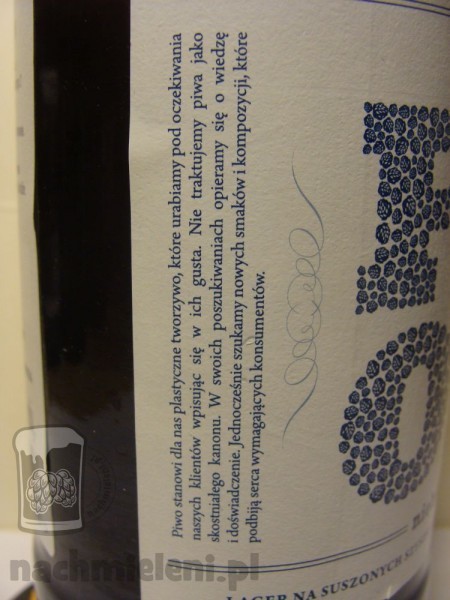 Piwo stanowi dla nas plastyczne tworzywo, które urabiamy pod oczekiwania
naszych klientów wpisując się w ich gusta. Nie traktujemy piwa jako
skostniałego kanonu. W swoich poszukiwaniach opieramy się o wiedzę
i doświadczenie. Jednocześnie szukamy nowych smaków i kompozycji, które
podbiją serca wymagających konsumentów.
OH
LAGER NA SUSZONYCH
nachmieleni.pl